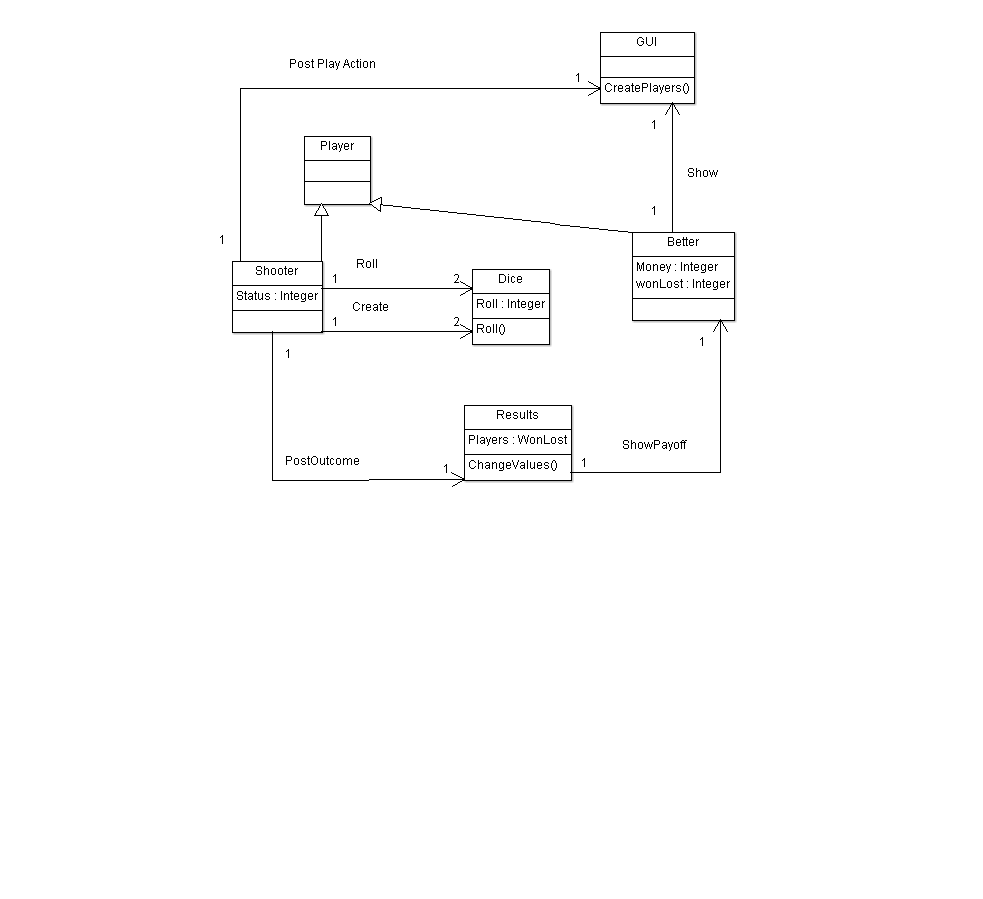 GUI
CreatePlayers()
Post Play Action
1
1
1
Player
Show
1
1
Better
Money : Integer
wonLost : Integer
Shooter
Status : Integer
Roll
1
2
Create
1
2
Dice
Roll : Integer
Roll()
1
1
Results
Players : WonLost
ChangeValues()
ShowPayoff
1
PostOutcome
1